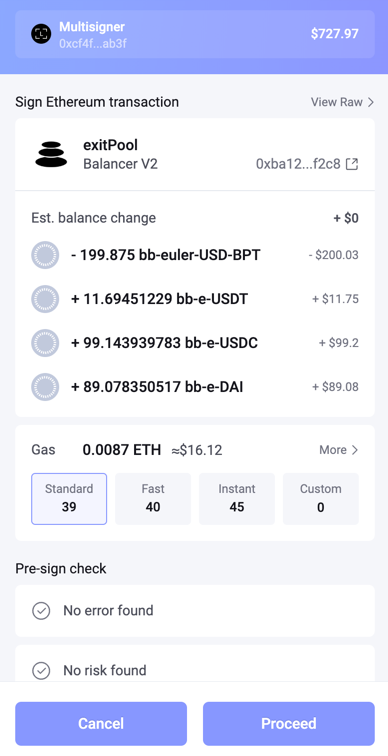 Multisigner
0xcf4f...ab3f
$727.97
Sign Ethereum transaction
View Raw >
exitPool
Balancer V2
0xba12...f2c8
Est. balance change
+ $0
- 199.875 bb-euler-USD-BPT
- $200.03
+ 11.69451229 bb-e-USDT
+ $11.75
+ 99.143939783 bb-e-USDC
+ $99.2
+ 89.078350517 bb-e-DAI
+ $89.08
Gas
0.0087 ETH ≈$16.12
More >
Standard
39
Fast
40
Instant
45
Custom
0
Pre-sign check
No error found
No risk found
Cancel
Proceed